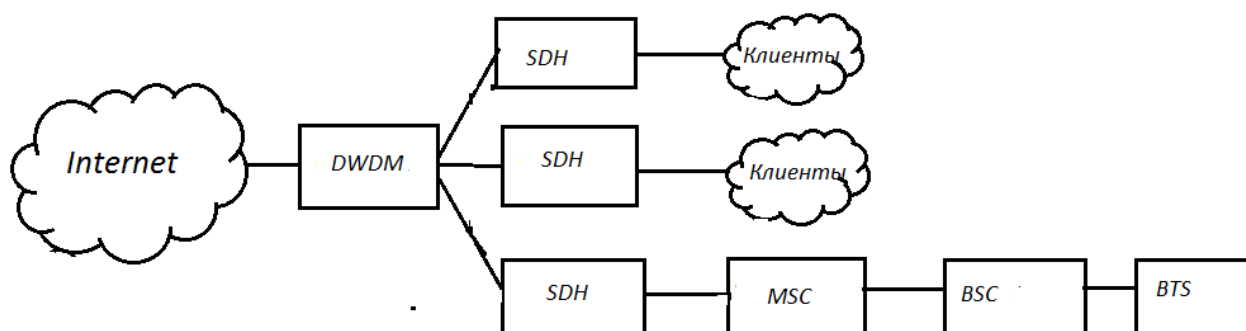 SDH
Клиенты
Internet
DWDM
SDH
Клиенты
SDH
MSC
BSC
BTS